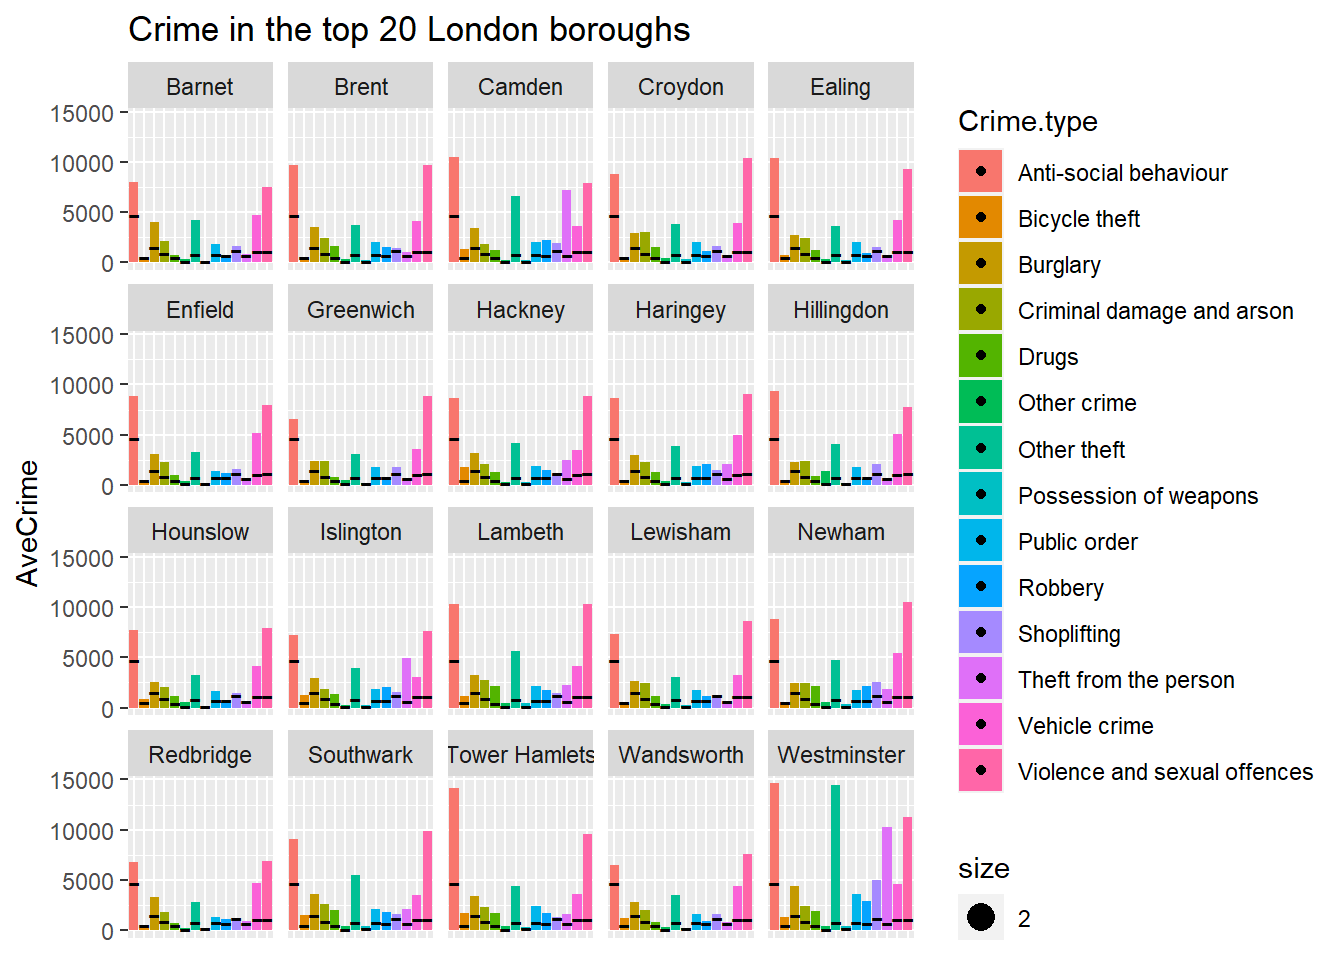 Crime in the top 20 London boroughs
Barnet Brent Camden Croydon Ealing
15000
10000
5000
0
Enfield Greenwich Hackney Haringey Hillingdon
15000
10000
5000
0
Hounslow Islington Lambeth Lewisham Newham
15000
10000
5000
0
Redbridge Southwark Tower Hamlets Wandsworth Westminster
15000
10000
5000
0
AveCrime
Crime.type
Anti-social behaviour
Bicycle theft
Burglary
Criminal damage and arson
Drugs
Other crime
Other theft
Possession of weapons
Public order
Robbery
Shoplifting
Theft from the person
Vehicle crime
Violence and sexual offences
size
2